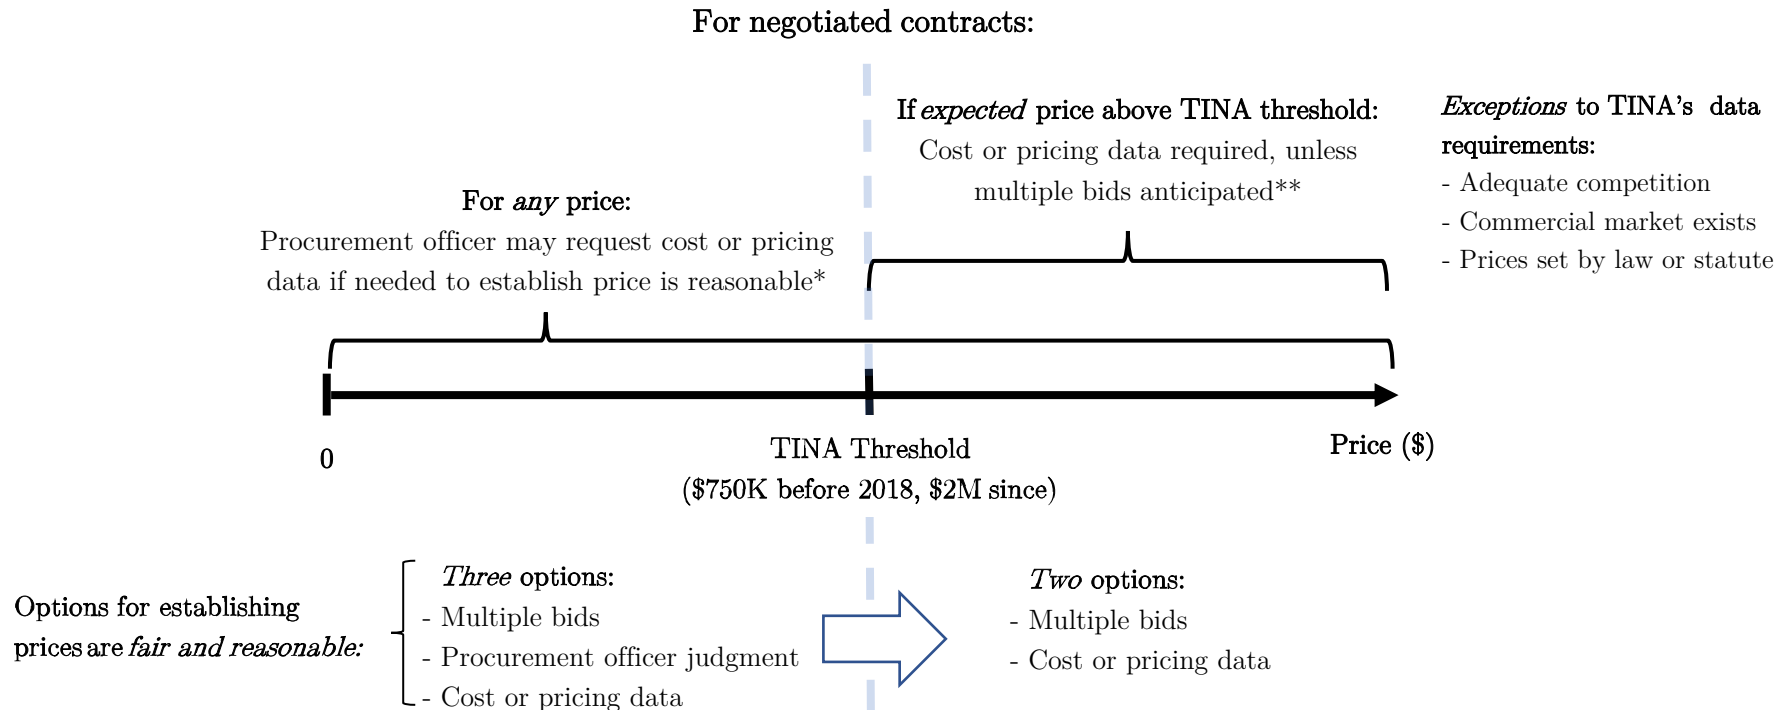 For negotiated contracts:
If expected price above TINA threshold:
Cost or pricing data required, unless
multiple bids anticipated**
Exceptions to TINA's data
requirements:
- Adequate competition
- Commercial market exists
- Prices set by law or statute
For any price:
Procurement officer may request cost or pricing
data if needed to establish price is reasonable*
0
TINA Threshold
($750K before 2018, $2M since)
Price ($)
Options for establishing
prices are fair and reasonable:
Three options:
- Multiple bids
- Procurement officer judgment
- Cost or pricing data
Two options:
- Multiple bids
- Cost or pricing data